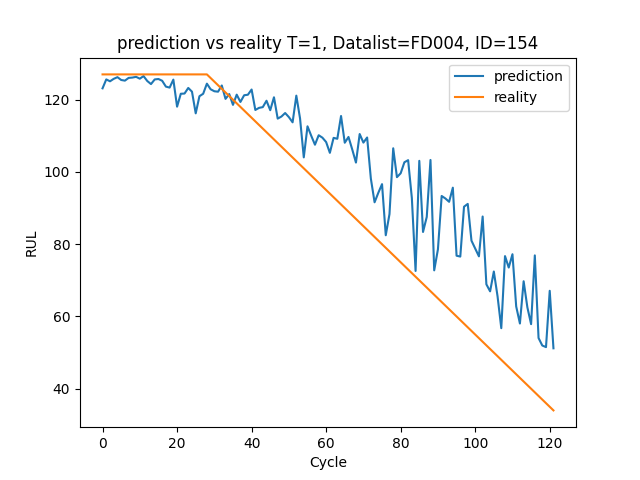 prediction vs reality T=1, Datalist=FD004, ID=154
prediction
reality
RUL
120
100
80
60
40
0 20 40 60 80 100 120
Cycle